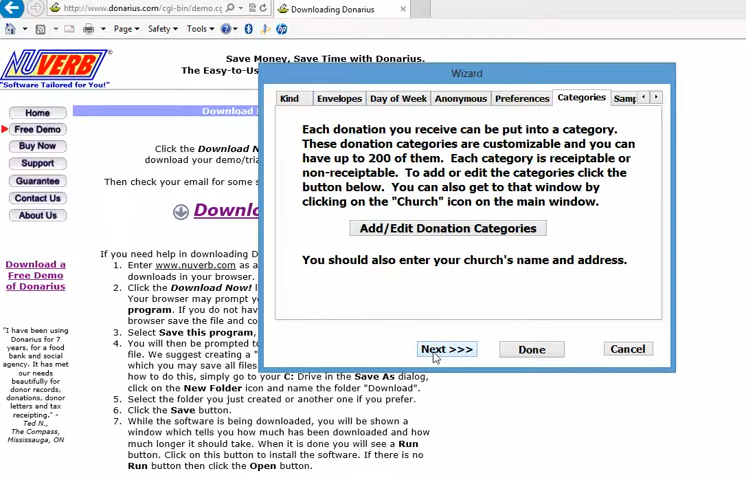 http://www.donarius.com/cgi-bin/demo.cg
Downloading Donarius
Page
Safety
Tools
NUVERB
"Software Tailored for You!"
Home
Free Demo
Buy Now
Support
Guarantee
Contact Us
About Us
Download a
Free Demo
of Donarius
"I have been using
Donarius for 7
years, for a food
bank and social
agency. It has met
our needs
beautifully for
donor records,
donations, donor
letters and tax
receipting." -
Ted N.,
The Compass,
Mississauga, ON
Save Money, Save Time with Donarius.
The Easy-to-Us
Download
Click the Download N
download your demo/tria
Then check your email for some s
Downlo
If you need help in downloading D
1. Enter www.nuverb.com as a
downloads in your browser.
2. Click the Download Now! l
Your browser may prompt y
program. If you do not hav
browser save the file and co
3. Select Save this program,
4. You will then be prompted to
file. We suggest creating a "
which you may save all files
how to do this, simply go to your C: Drive in the Save As dialog,
click on the New Folder icon and name the folder "Download".
5. Select the folder you just created or another one if you prefer.
6. Click the Save button.
7. While the software is being downloaded, you will be shown a
window which tells you how much has been downloaded and how
much longer it should take. When it is done you will see a Run
button. Click on this button to install the software. If there is no
Run button then click the Open button.
Wizard
Kind
Envelopes
Day of Week
Anonymous
Preferences
Categories
Samp
Each donation you receive can be put into a category.
These donation categories are customizable and you can
have up to 200 of them. Each category is receiptable or
non-receiptable. To add or edit the categories click the
button below. You can also get to that window by
clicking on the "Church" icon on the main window.
Add/Edit Donation Categories
You should also enter your church's name and address.
Next >>>
Done
Cancel